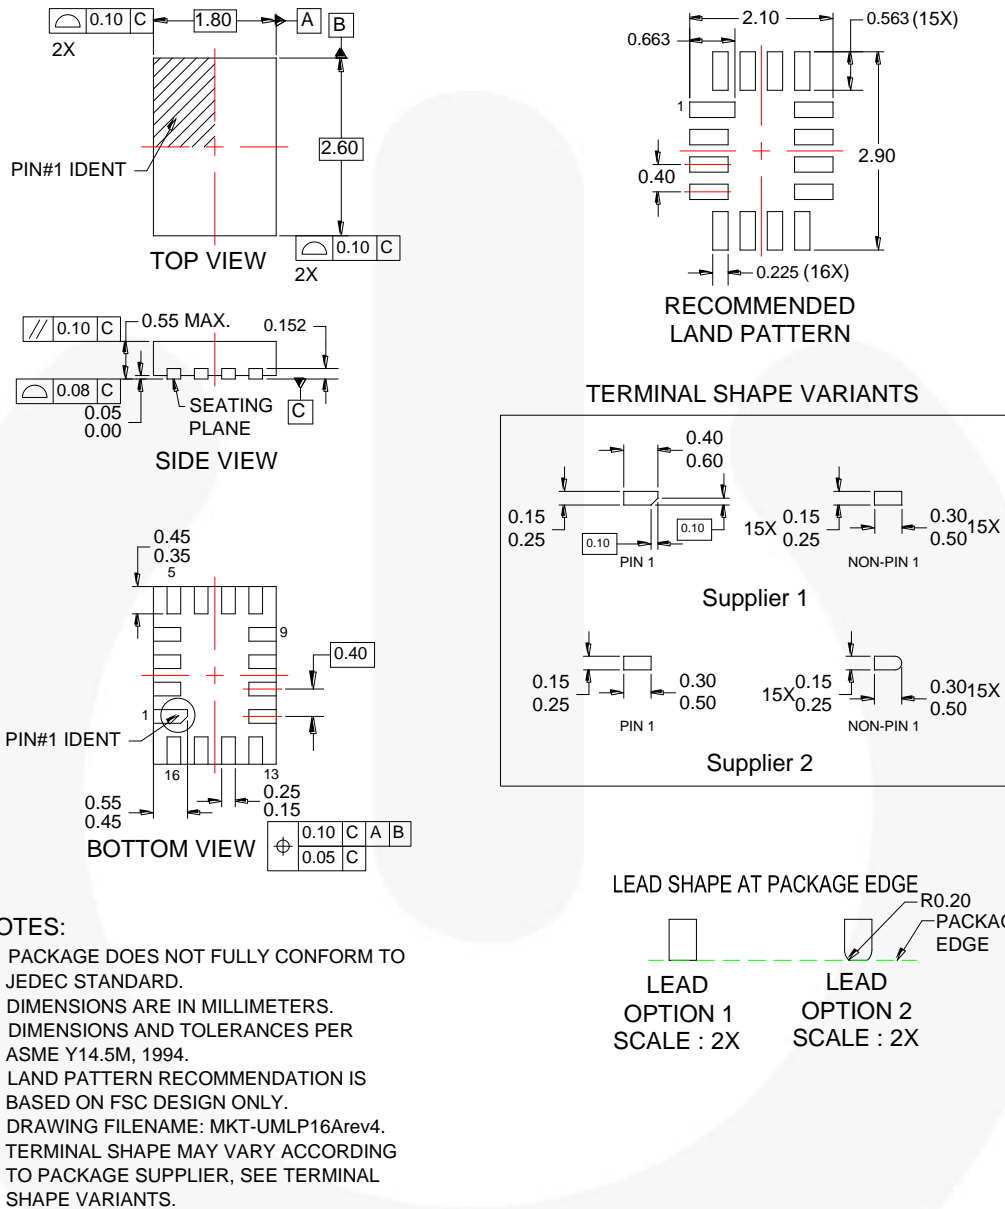 0.10 C
1.80
A
B
2X
PIN#1 IDENT
2.60
0.10 C
2X
TOP VIEW
2.10
0.563 (15X)
0.663
1
0.40
2.90
0.225 (16X)
RECOMMENDED
LAND PATTERN
// 0.10 C
0.55 MAX.
0.152
0.08 C
0.05
0.00
SEATING
PLANE
C
SIDE VIEW
TERMINAL SHAPE VARIANTS
0.40
0.60
0.15
0.25
0.10
0.10
PIN 1
15X
0.15
0.25
0.30
0.50
15X
NON-PIN 1
Supplier 1
0.15
0.25
0.30
0.50
PIN 1
15X
0.15
0.25
0.30
0.50
15X
NON-PIN 1
Supplier 2
0.45
0.35
5
9
0.40
1
PIN#1 IDENT
16
13
0.55
0.45
0.25
0.15
BOTTOM VIEW
0.10 C A B
0.05 C
LEAD SHAPE AT PACKAGE EDGE
R0.20
EDGE
LEAD
OPTION 1
SCALE : 2X
LEAD
OPTION 2
SCALE : 2X
OTES:
PACKAGE DOES NOT FULLY CONFORM TO
JEDEC STANDARD.
DIMENSIONS ARE IN MILLIMETERS.
DIMENSIONS AND TOLERANCES PER
ASME Y14.5M, 1994.
LAND PATTERN RECOMMENDATION IS
BASED ON FSC DESIGN ONLY.
DRAWING FILENAME: MKT-UMLP16Arev4.
TERMINAL SHAPE MAY VARY ACCORDING
TO PACKAGE SUPPLIER, SEE TERMINAL
SHAPE VARIANTS.